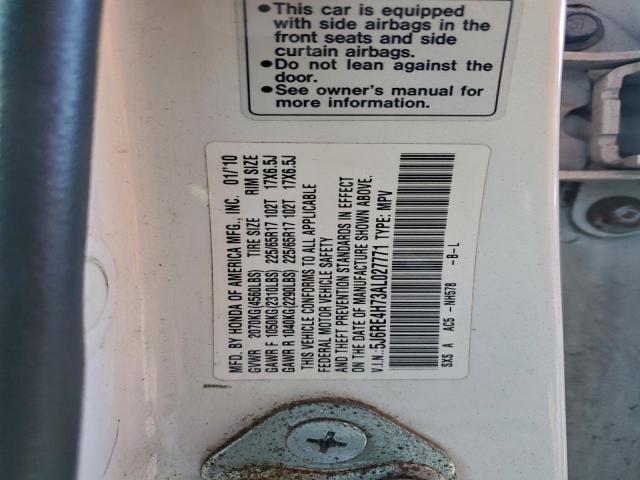 ●This car is equipped
with side airbags in the
front seats and side
curtain airbags.
●Do not lean against the
door.
●See owner's manual for
more information.
MFD. BY HONDA OF AMERICA MFG., INC. 01/10
GVWR 2070KG(4560LBS) TIRE SIZE RIM SIZE
GAWR F 1050KG(2310LBS) 225/65R17 102T 17X6.5J
GAWR R 1040KG(2290LBS) 225/65R17 102T 17X6.5J
THIS VEHICLE CONFORMS TO ALL APPLICABLE
FEDERAL MOTOR VEHICLE SAFETY
AND THEFT PREVENTION STANDARDS IN EFFECT
ON THE DATE OF MANUFACTURE SHOWN ABOVE.
V.I.N.: 5J6RE4H73AL027771 TYPE: MPV
SXS A AC5 -NH578 -B-L